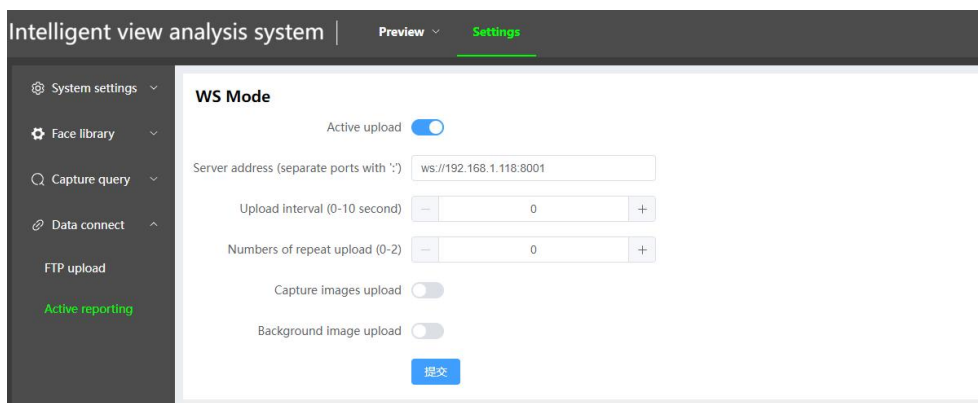 Intelligent view analysis system
Preview
Settings
System settings
Face library
Capture query
Data connect
FTP upload
Active reporting
WS Mode
Active upload
Server address (separate ports with ':') ws://192.168.1.118:8001
Upload interval (0-10 second) — 0 +
Numbers of repeat upload (0-2) — 0 +
Capture images upload
Background image upload
提交